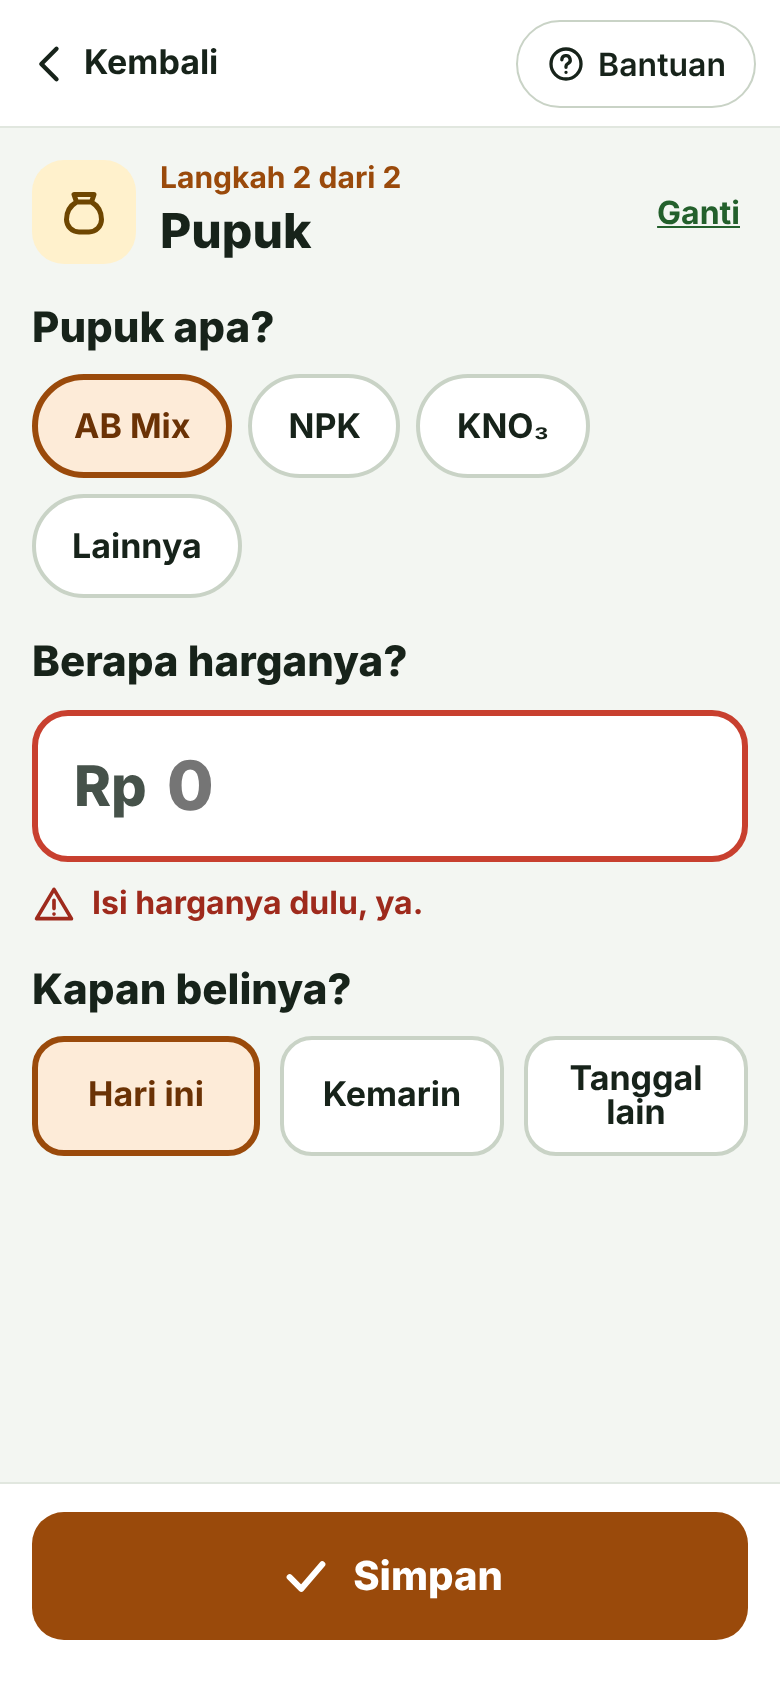 Kembali
Bantuan
Langkah 2 dari 2
Pupuk
Ganti
Pupuk apa?
AB Mix
NPK
KNO₃
Lainnya
Berapa harganya?
Rp 0
Isi harganya dulu, ya.
Kapan belinya?
Hari ini
Kemarin
Tanggal
lain
Simpan